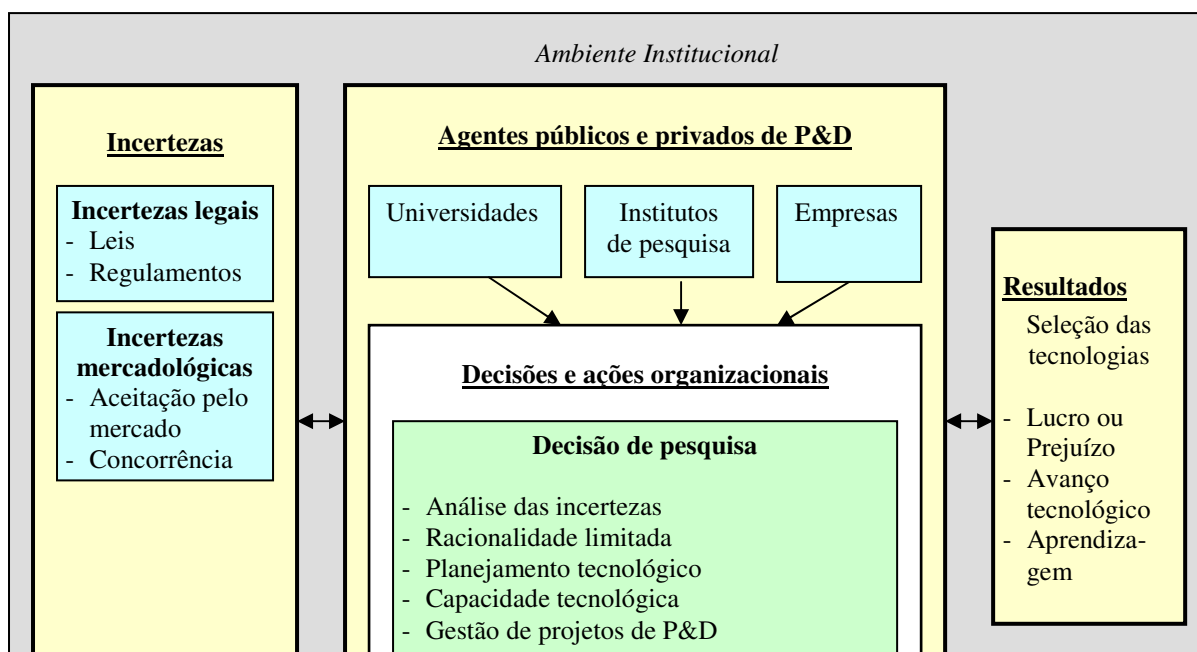 Ambiente Institucional
Incertezas
Incertezas legais
- Leis
- Regulamentos
Incertezas
mercadológicas
- Aceitação pelo
mercado
- Concorrência
Agentes públicos e privados de P&D
Universidades
Institutos
de pesquisa
Empresas
Decisões e ações organizacionais
Decisão de pesquisa
- Análise das incertezas
- Racionalidade limitada
- Planejamento tecnológico
- Capacidade tecnológica
- Gestão de projetos de P&D
Resultados
Seleção das
tecnologias
- Lucro ou
Prejuízo
- Avanço
tecnológico
- Aprendiza-
gem